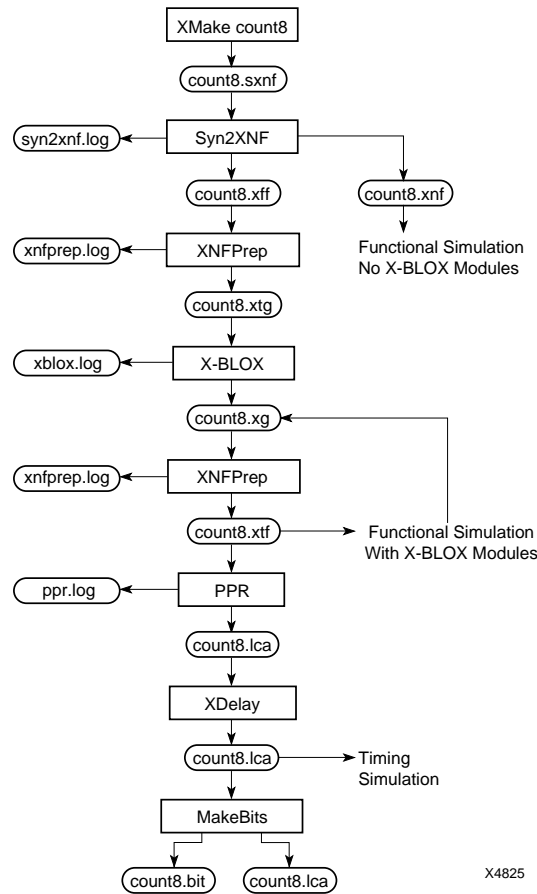 XMake count8
count8.sxnf
syn2xnf.log
Syn2XNF
count8.xff
count8.xnf
xnfprep.log
XNFPrep
Functional Simulation
No X-BLOX Modules
count8.xtg
xblox.log
X-BLOX
count8.xg
xnfprep.log
XNFPrep
count8.xtf
Functional Simulation
With X-BLOX Modules
ppr.log
PPR
count8.lca
XDelay
count8.lca
Timing
Simulation
MakeBits
count8.bit
count8.lca
X4825